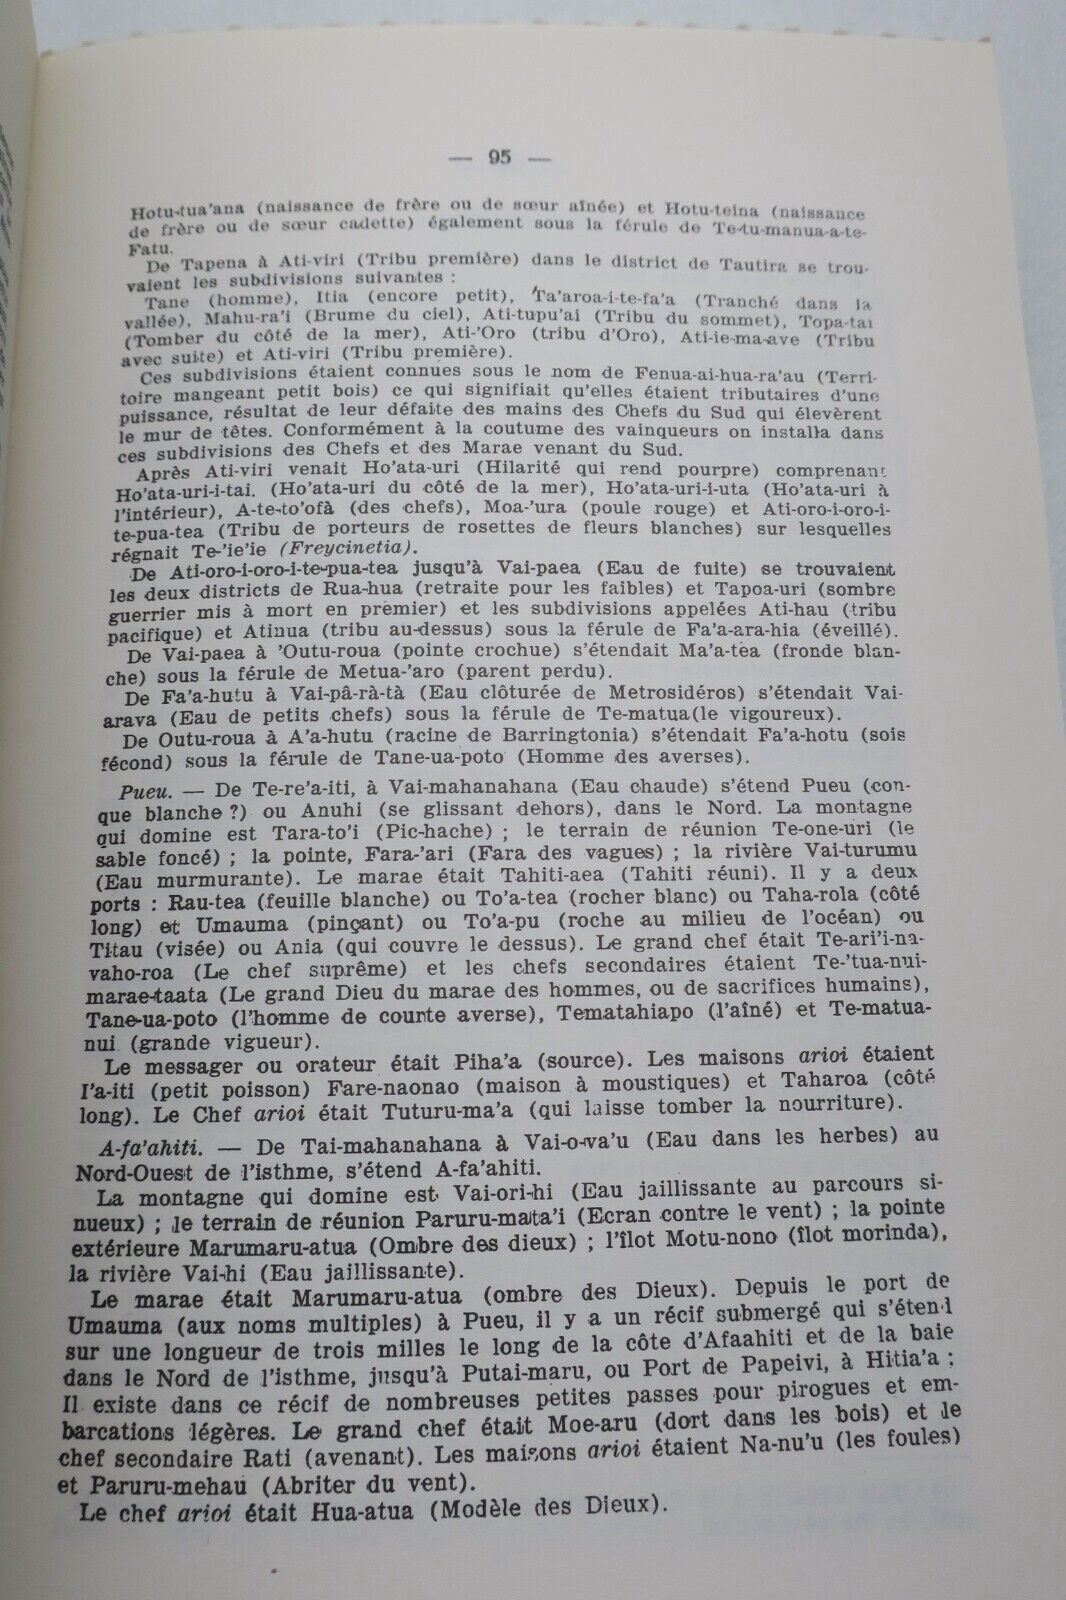 — 95 —
Hotu-tua'ana (naissance de frère ou de sœur aînée) et Hotu-teina (naissance
de frère ou de sœur cadette) également sous la férule de Te-tu-manua-a-te-
Fatu.
De Tapena à Ati-viri (Tribu première) dans le district de Tautira se trou-
vaient les subdivisions suivantes :
Tane (homme), Itia (encore petit), Ta'aroa-i-te-fa'a (Tranché dans la
vallée), Mahu-ra'i (Brume du ciel), Ati-tupu'ai (Tribu du sommet), Topa-tai
(Tomber du côté de la mer), Ati-'Oro (tribu d'Oro), Ati-ie-ma-ave (Tribu
avec suite) et Ati-viri (Tribu première).
Ces subdivisions étaient connues sous le nom de Fenua-ai-hua-ra'au (Terri-
toire mangeant petit bois) ce qui signifiait qu'elles étaient tributaires d'une
puissance, résultat de leur défaite des mains des Chefs du Sud qui élevèrent
le mur de têtes. Conformément à la coutume des vainqueurs on installa dans
ces subdivisions des Chefs et des Marae venant du Sud.
Après Ati-viri venait Ho'ata-uri (Hilarité qui rend pourpre) comprenant
Ho'ata-uri-i-tai. (Ho'ata-uri du côté de la mer), Ho'ata-uri-i-uta (Ho'ata-uri à
l'intérieur), A-te-to'ofà (des chefs), Moa-'ura (poule rouge) et Ati-oro-i-oro-i-
te-pua-tea (Tribu de porteurs de rosettes de fleurs blanches) sur lesquelles
régnait Te-'ie'ie (Freycinetia).
De Ati-oro-i-oro-i-te-pua-tea jusqu'à Vai-paea (Eau de fuite) se trouvaient
les deux districts de Rua-hua (retraite pour les faibles) et Tapoa-uri (sombre
guerrier mis à mort en premier) et les subdivisions appelées Ati-hau (tribu
pacifique) et Atinua (tribu au-dessus) sous la férule de Fa'a-ara-hia (éveillé).
De Vai-paea à 'Outu-roua (pointe crochue) s'étendait Ma'a-tea (fronde blan-
che) sous la férule de Metua-'aro (parent perdu).
De Fa'a-hutu à Vai-pâ-rà-tà (Eau clôturée de Metrosidéros) s'étendait Vai-
arava (Eau de petits chefs) sous la férule de Te-matua(le vigoureux).
De Outu-roua à A'a-hutu (racine de Barringtonia) s'étendait Fa'a-hotu (sois
fécond) sous la férule de Tane-ua-poto (Homme des averses).
Pueu. — De Te-re'a-iti, à Vai-mahanahana (Eau chaude) s'étend Pueu (con-
que blanche ?) ou Anuhi (se glissant dehors), dans le Nord. La montagne
qui domine est Tara-to'i (Pic-hache) ; le terrain de réunion Te-one-uri (le
sable foncé) ; la pointe, Fara-'ari (Fara des vagues) ; la rivière Vai-turumu
(Eau murmurante). Le marae était Tahiti-aea (Tahiti réuni). Il y a deux
ports : Rau-tea (feuille blanche) ou To'a-tea (rocher blanc) ou Taha-rola (côté
long) et Umauma (pinçant) ou To'a-pu (roche au milieu de l'océan) ou
Titau (visée) ou Ania (qui couvre le dessus). Le grand chef était Te-ari'i-na-
vaho-roa (Le chef suprême) et les chefs secondaires étaient Te-'tua-nui-
marae-taata (Le grand Dieu du marae des hommes, ou de sacrifices humains),
Tane-ua-poto (l'homme de courte averse), Tematahiapo (l'aîné) et Te-matua-
nui (grande vigueur).
Le messager ou orateur était Piha'a (source). Les maisons arioi étaient
I'a-iti (petit poisson) Fare-naonao (maison à moustiques) et Taharoa (côté
long). Le Chef arioi était Tuturu-ma'a (qui laisse tomber la nourriture).
A-fa'ahiti. — De Tai-mahanahana à Vai-o-va'u (Eau dans les herbes) au
Nord-Ouest de l'isthme, s'étend A-fa'ahiti.
La montagne qui domine est Vai-ori-hi (Eau jaillissante au parcours si-
nueux) ; le terrain de réunion Paruru-mata'i (Ecran contre le vent) ; la pointe
extérieure Marumaru-atua (Ombre des dieux) ; l'îlot Motu-nono (îlot morinda),
la rivière Vai-hi (Eau jaillissante).
Le marae était Marumaru-atua (ombre des Dieux). Depuis le port de
Umauma (aux noms multiples) à Pueu, il y a un récif submergé qui s'étend
sur une longueur de trois milles le long de la côte d'Afaahiti et de la baie
dans le Nord de l'isthme, jusqu'à Putai-maru, ou Port de Papeivi, à Hitia'a :
Il existe dans ce récif de nombreuses petites passes pour pirogues et em-
barcations légères. Le grand chef était Moe-aru (dort dans les bois) et le
chef secondaire Rati (avenant). Les maisons arioi étaient Na-nu'u (les foules)
et Paruru-mehau (Abriter du vent).
Le chef arioi était Hua-atua (Modèle des Dieux).